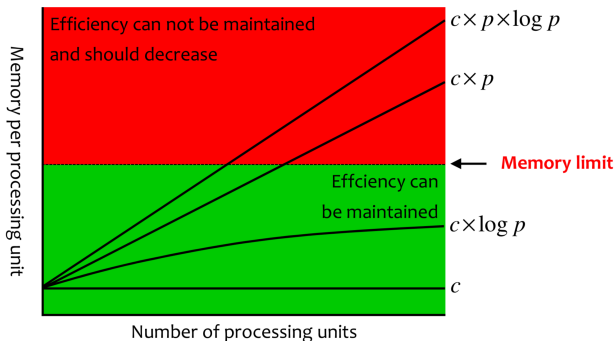 Efficiency can not be maintained
and should decrease
c × p × log p
c × p
Memory limit
Effciency can
be maintained
c × log p
c
Memory per processing unit
Number of processing units